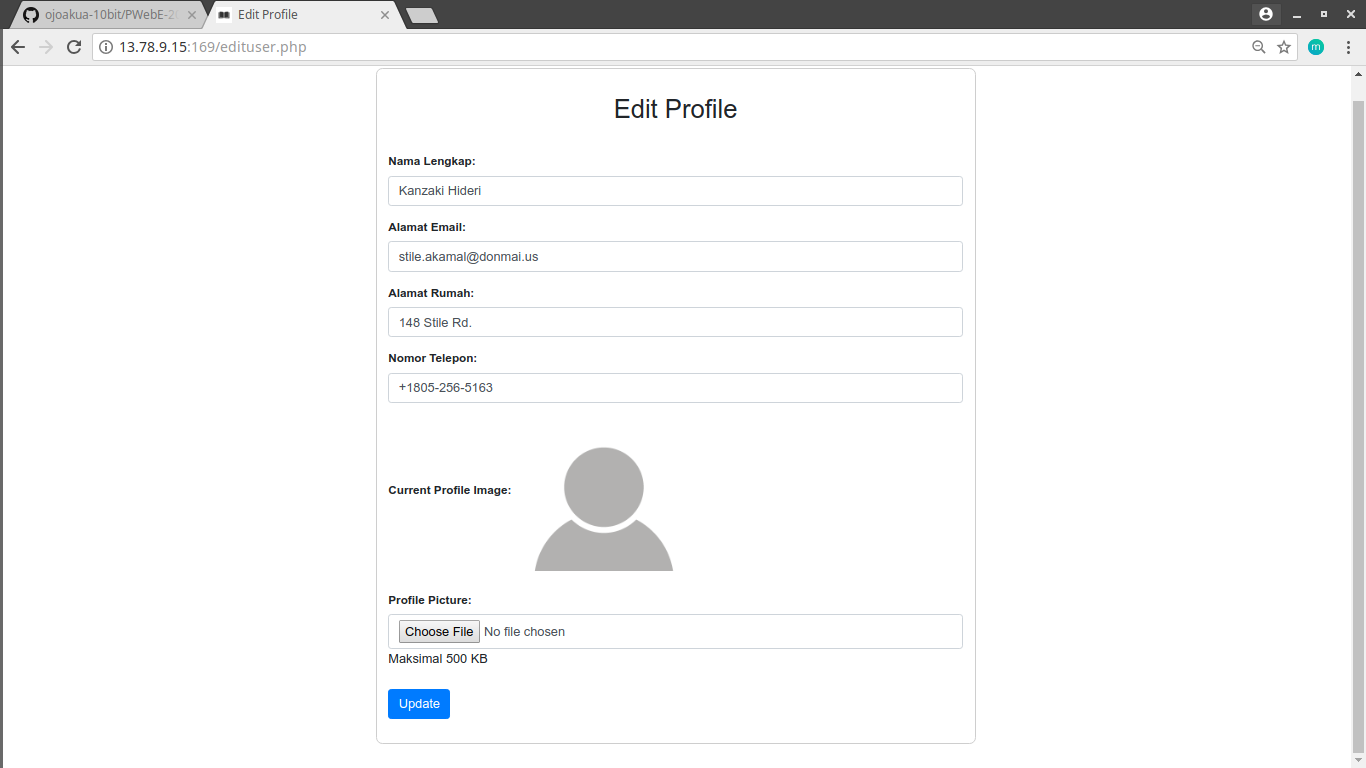 ojoakua-10bit/PWebE-20
Edit Profile
13.78.9.15:169/edituser.php
m
Edit Profile
Nama Lengkap:
Kanzaki Hideri
Alamat Email:
stile.akamal@donmai.us
Alamat Rumah:
148 Stile Rd.
Nomor Telepon:
+1805-256-5163
Current Profile Image:
Profile Picture:
Choose File No file chosen
Maksimal 500 KB
Update